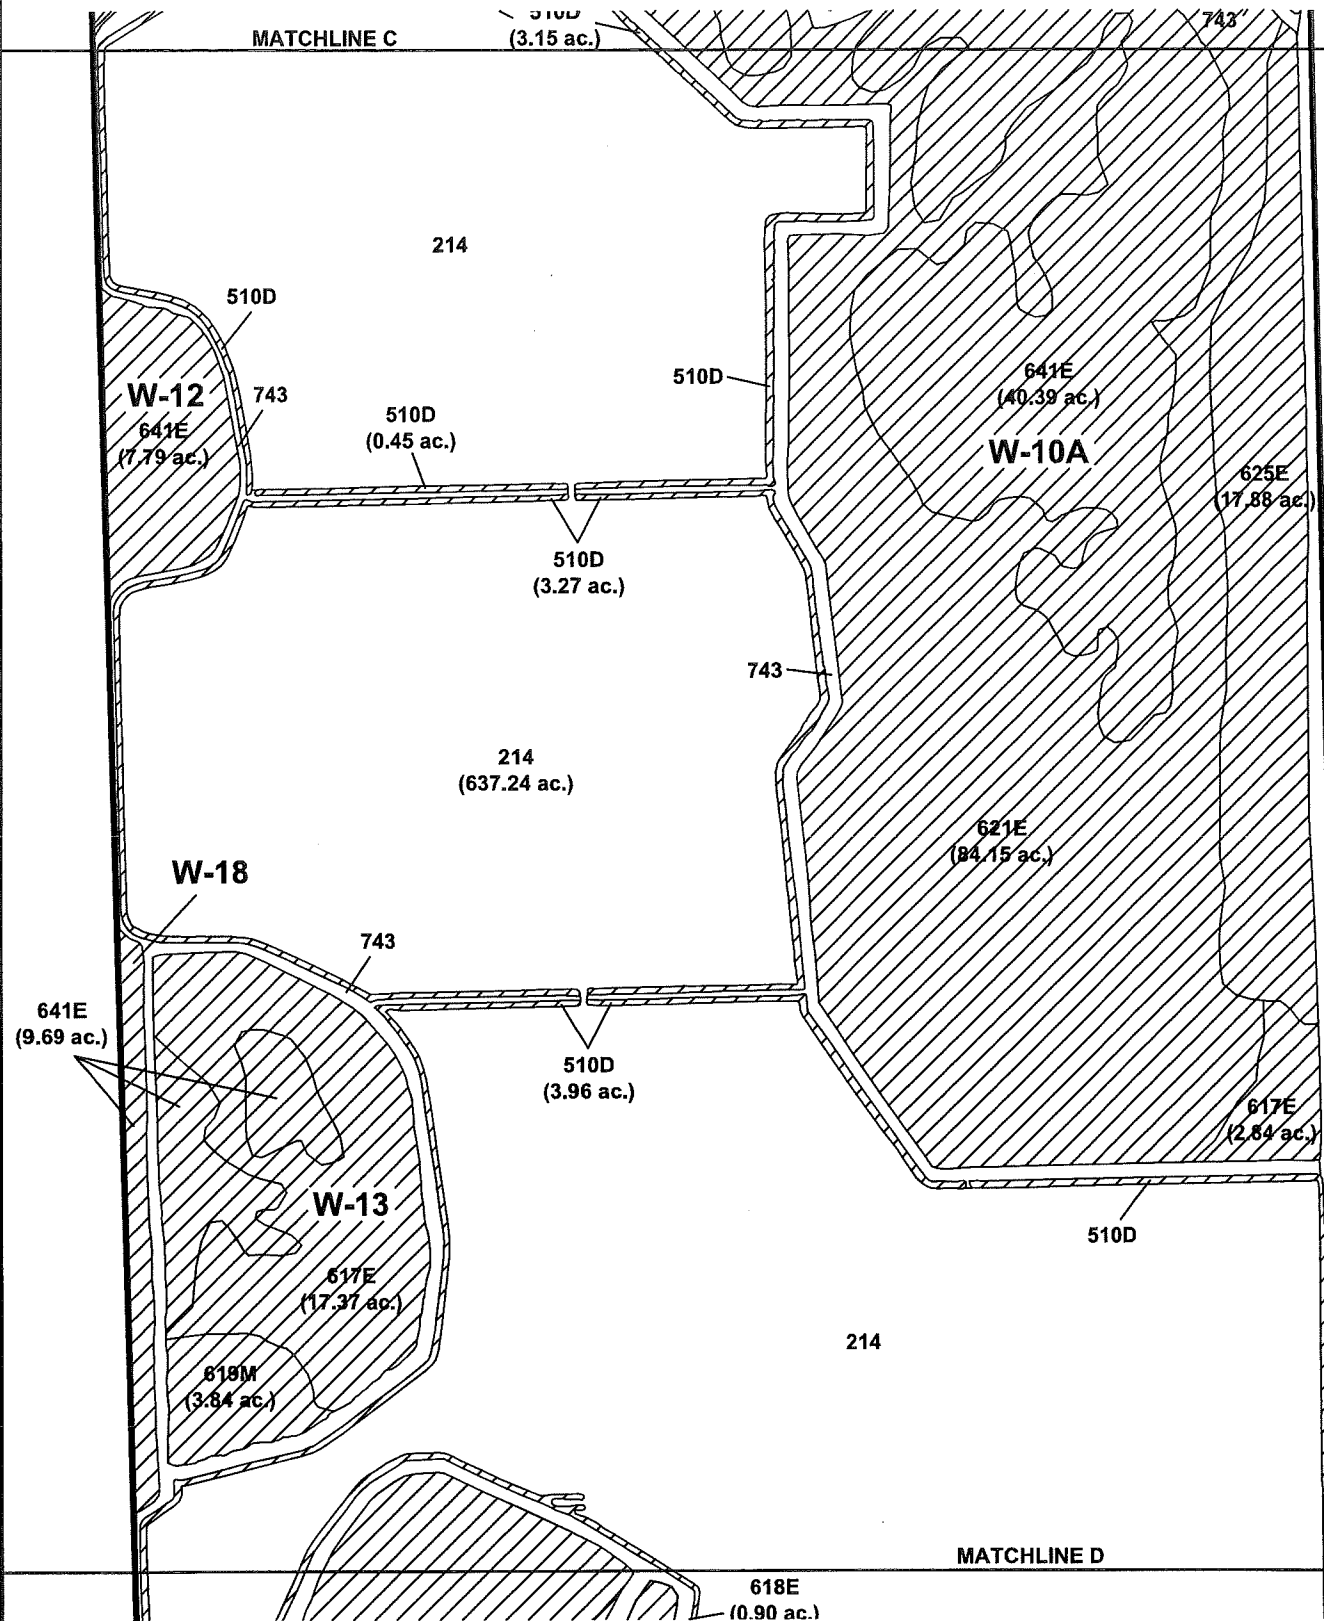 510D
(3.15 ac.)
743
MATCHLINE C
214
510D
W-12
641E
(7.79 ac.)
743
510D
(0.45 ac.)
510D
641E
(40.39 ac.)
W-10A
625E
(17.88 ac.)
510D
(3.27 ac.)
743
214
(637.24 ac.)
621E
(84.15 ac.)
W-18
743
641E
(9.69 ac.)
510D
(3.96 ac.)
617E
(2.84 ac.)
W-13
510D
617E
(17.37 ac.)
214
619M
(3.84 ac.)
MATCHLINE D
618E
(0.90 ac.)